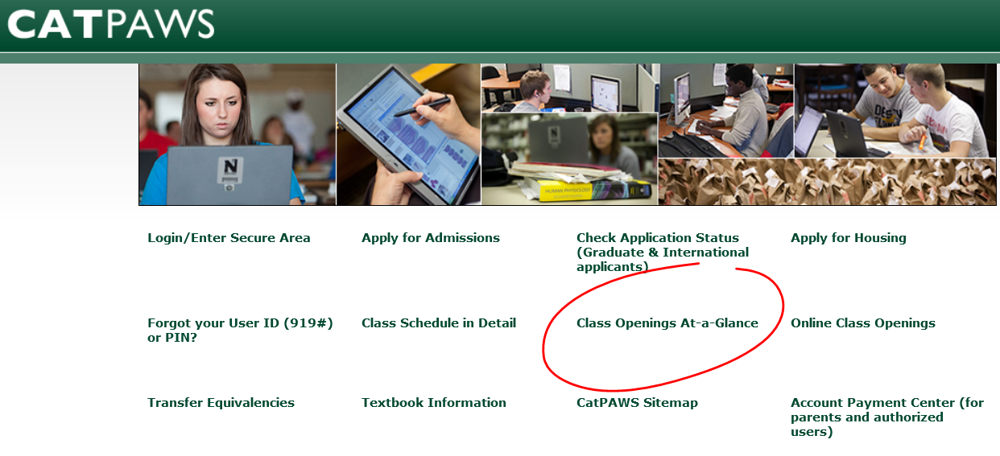 CATPAWS
N
HUMAN PHYSIOLOGY
Login/Enter Secure Area
Apply for Admissions
Check Application Status
(Graduate & International
applicants)
Apply for Housing
Forgot your User ID (919#)
or PIN?
Class Schedule in Detail
Class Openings At-a-Glance
Online Class Openings
Transfer Equivalencies
Textbook Information
CatPAWS Sitemap
Account Payment Center (for
parents and authorized
users)